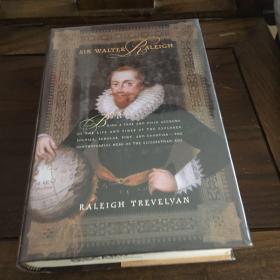 SIR WALTER Raleigh
BEING A TRUE AND VIVID ACCOUNT
OF THE LIFE AND TIMES OF THE EXPLORER,
SOLDIER, SCHOLAR, POET, AND COURTIER—THE
CONTROVERSIAL HERO OF THE ELIZABETHAN AGE
RALEIGH TREVELYAN